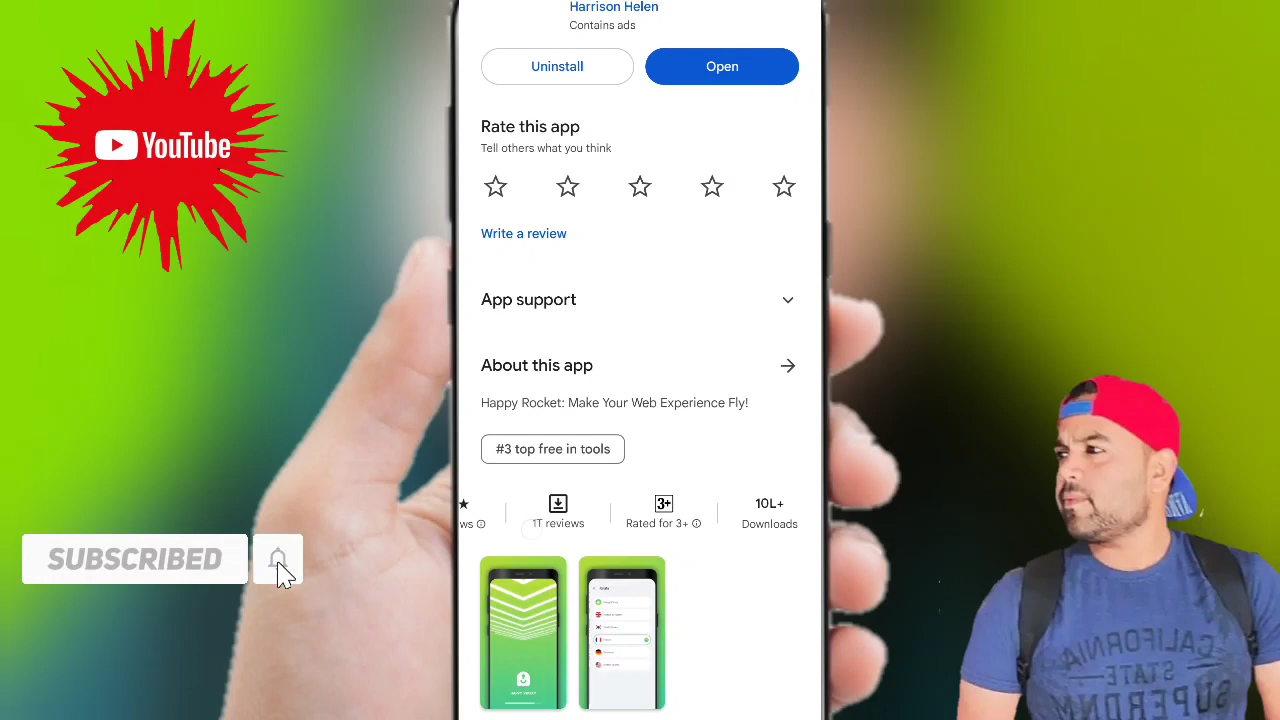 Harrison Helen
Contains ads
Uninstall
Open
YouTube
Rate this app
Tell others what you think
Write a review
App support
About this app
Happy Rocket: Make Your Web Experience Fly!
#3 top free in tools
ws
1T reviews
3+
Rated for 3+
10L+
Downloads
SUBSCRIBED
CALIFORNIA
STATE
SUPERDN